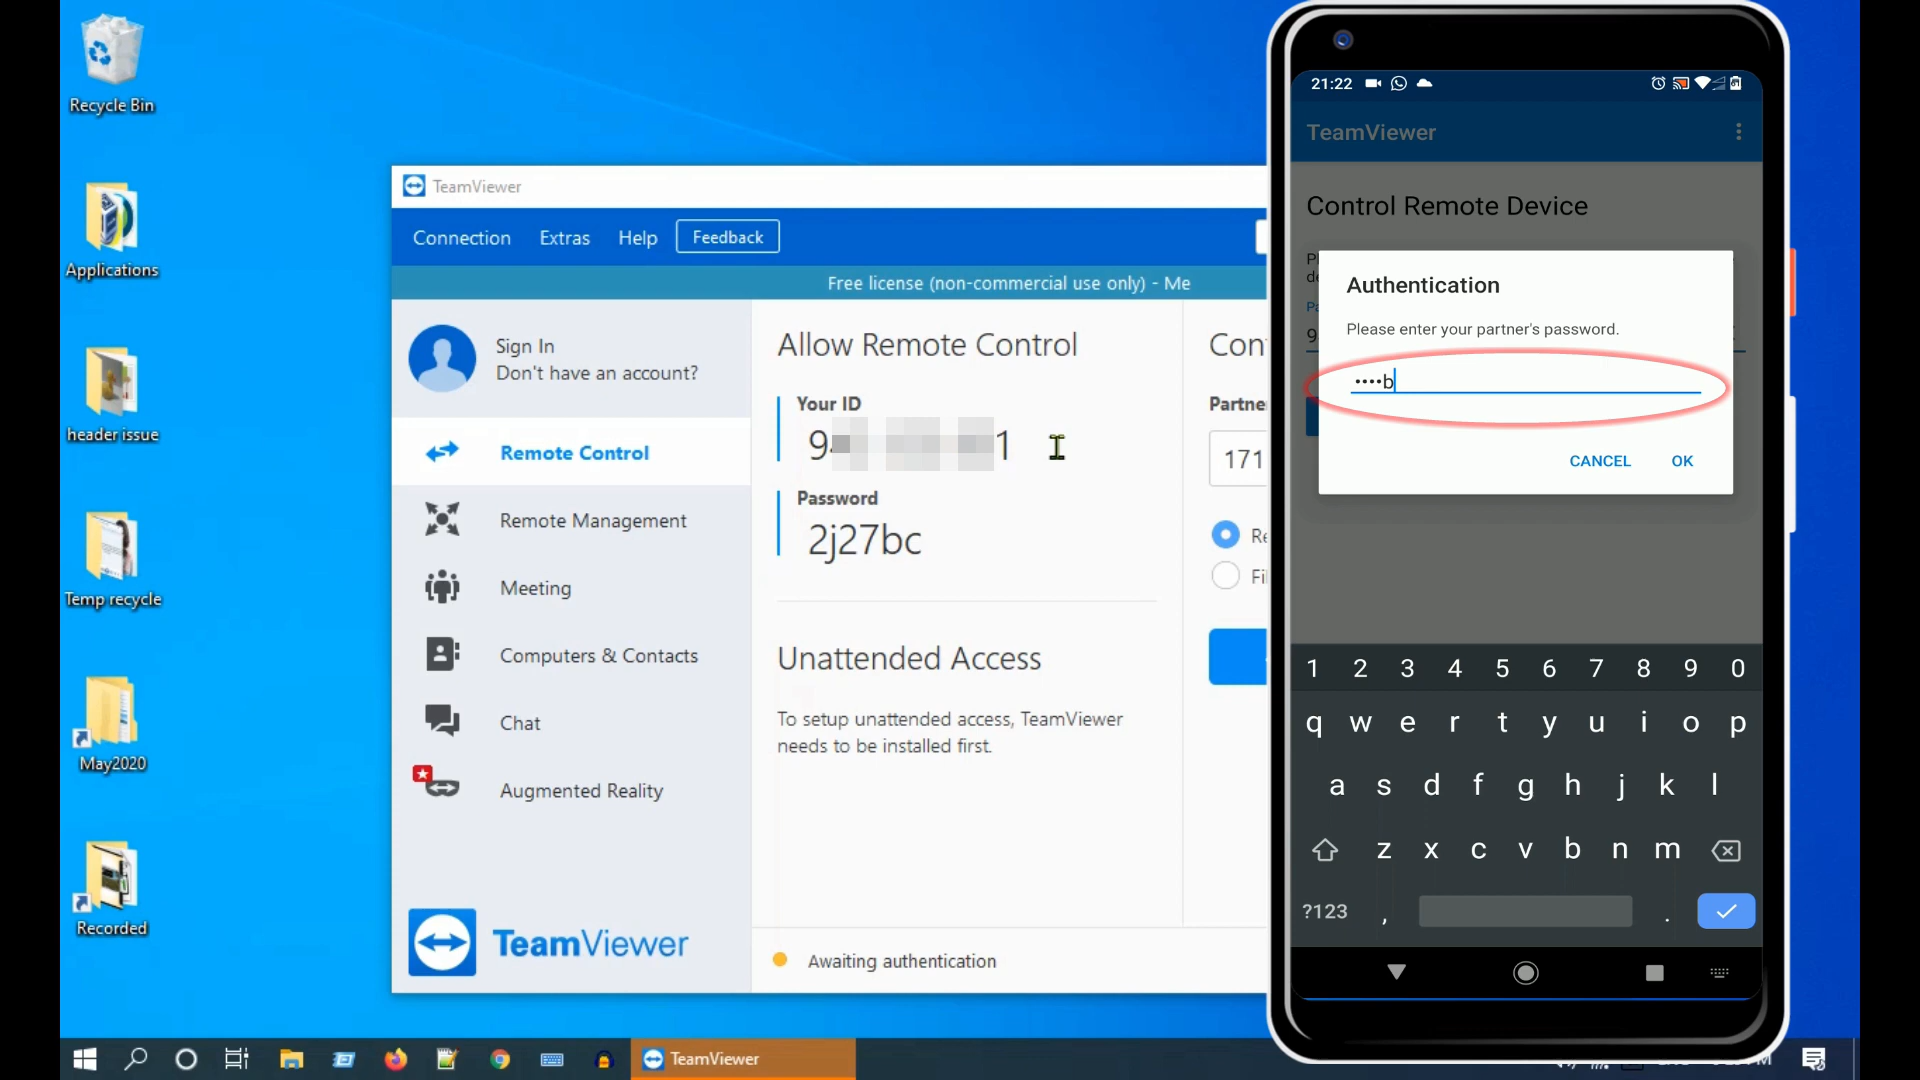 Recycle Bin
Applications
header issue
Temp recycle
May2020
Recorded
TeamViewer
Connection Extras Help Feedback
Free license (non-commercial use only) - Me
Sign In
Don't have an account?
Remote Control
Remote Management
Meeting
Computers & Contacts
Chat
Augmented Reality
TeamViewer
Allow Remote Control
Your ID
1
Password
2j27bc
Unattended Access
To setup unattended access, TeamViewer
needs to be installed first.
Awaiting authentication
Con
Partne
171
Re
Fi
21:22
TeamViewer
Control Remote Device
Authentication
Please enter your partner's password.
••••b
CANCEL OK
1 2 3 4 5 6 7 8 9 0
q w e r t y u i o p
a s d f g h j k l
z x c v b n m
?123 , .
TeamViewer